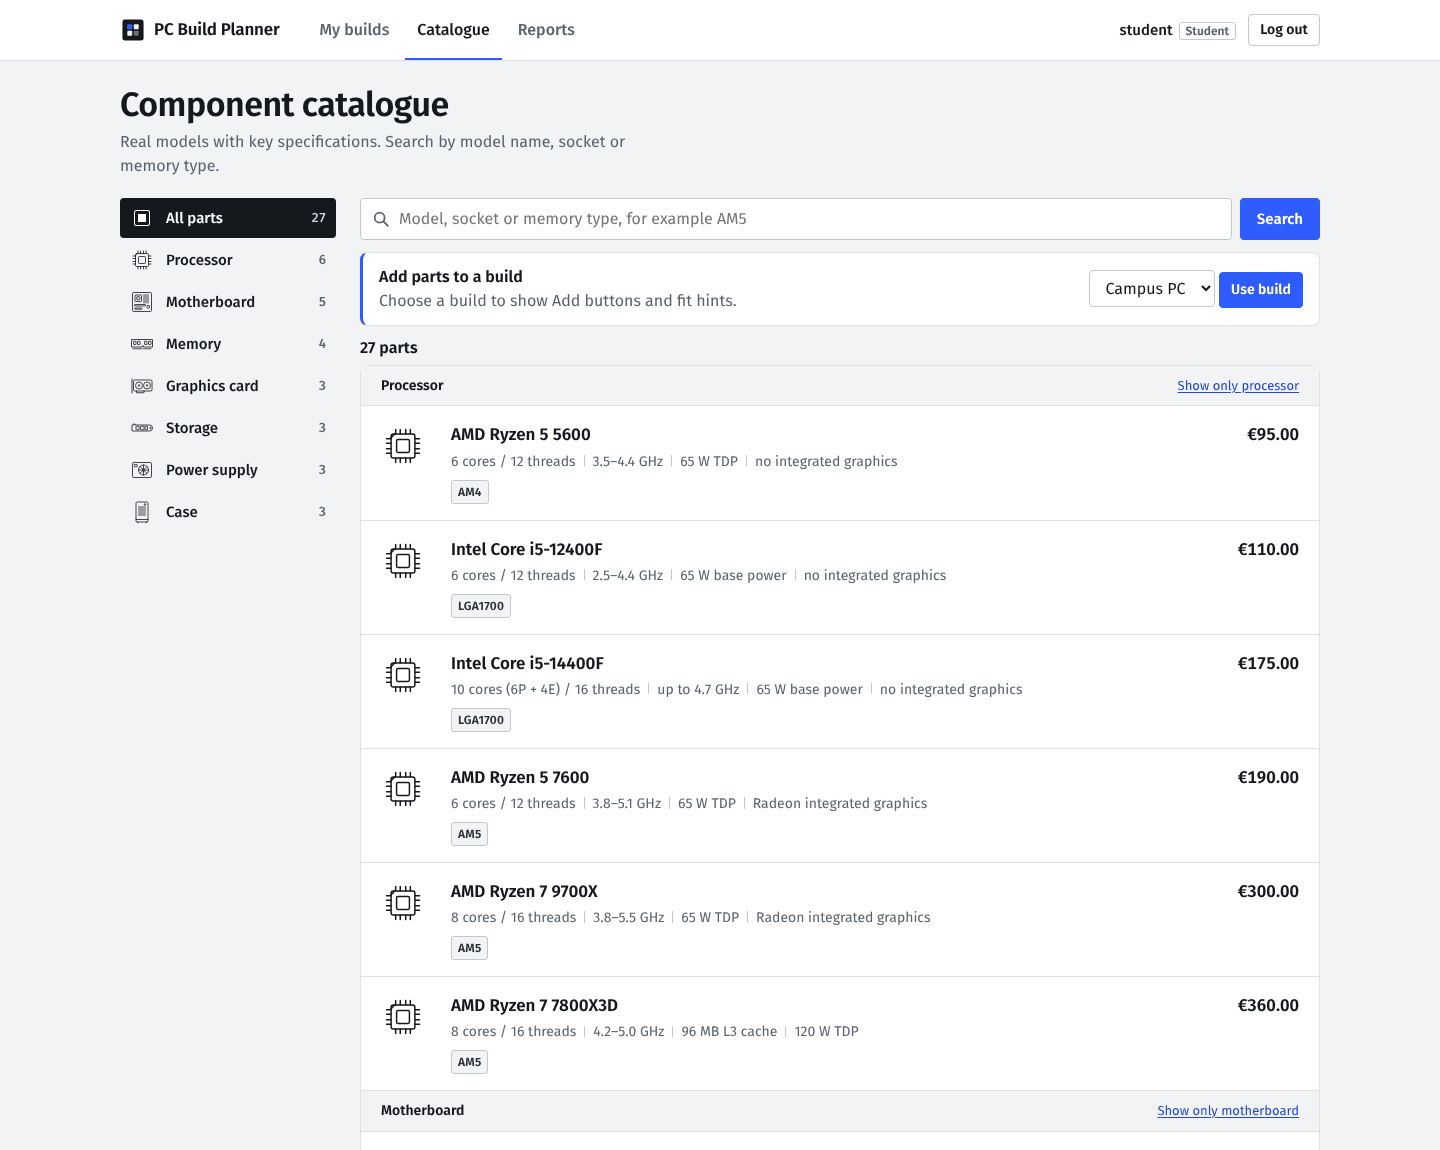 PC Build Planner
My builds
Catalogue
Reports
student
Student
Log out
Component catalogue
Real models with key specifications. Search by model name, socket or
memory type.
All parts 27
Processor 6
Motherboard 5
Memory 4
Graphics card 3
Storage 3
Power supply 3
Case 3
Model, socket or memory type, for example AM5
Search
Add parts to a build
Choose a build to show Add buttons and fit hints.
Campus PC
Use build
27 parts
Processor
Show only processor
AMD Ryzen 5 5600 €95.00
6 cores / 12 threads | 3.5–4.4 GHz | 65 W TDP | no integrated graphics
AM4
Intel Core i5-12400F €110.00
6 cores / 12 threads | 2.5–4.4 GHz | 65 W base power | no integrated graphics
LGA1700
Intel Core i5-14400F €175.00
10 cores (6P + 4E) / 16 threads | up to 4.7 GHz | 65 W base power | no integrated graphics
LGA1700
AMD Ryzen 5 7600 €190.00
6 cores / 12 threads | 3.8–5.1 GHz | 65 W TDP | Radeon integrated graphics
AM5
AMD Ryzen 7 9700X €300.00
8 cores / 16 threads | 3.8–5.5 GHz | 65 W TDP | Radeon integrated graphics
AM5
AMD Ryzen 7 7800X3D €360.00
8 cores / 16 threads | 4.2–5.0 GHz | 96 MB L3 cache | 120 W TDP
AM5
Motherboard
Show only motherboard